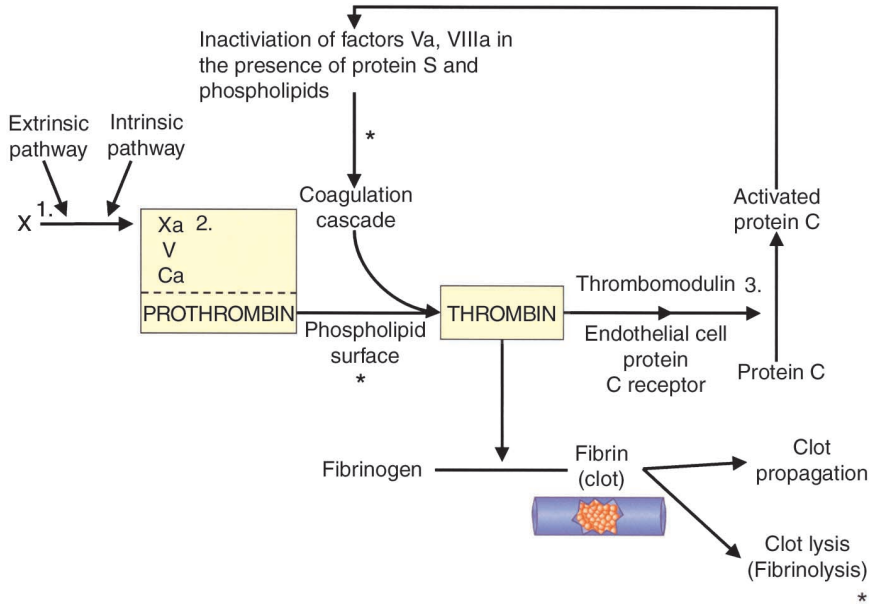 Inactiviation of factors Va, VIIIa in
the presence of protein S and
phospholipids
*
Extrinsic
pathway
Intrinsic
pathway
X
1.
Coagulation
cascade
Activated
protein C
Xa 2.
V
Ca
PROTHROMBIN
Phospholipid
surface
*
THROMBIN
Thrombomodulin 3.
Endothelial cell
protein
C receptor
Protein C
Fibrinogen
Fibrin
(clot)
Clot
propagation
Clot lysis
(Fibrinolysis)
*